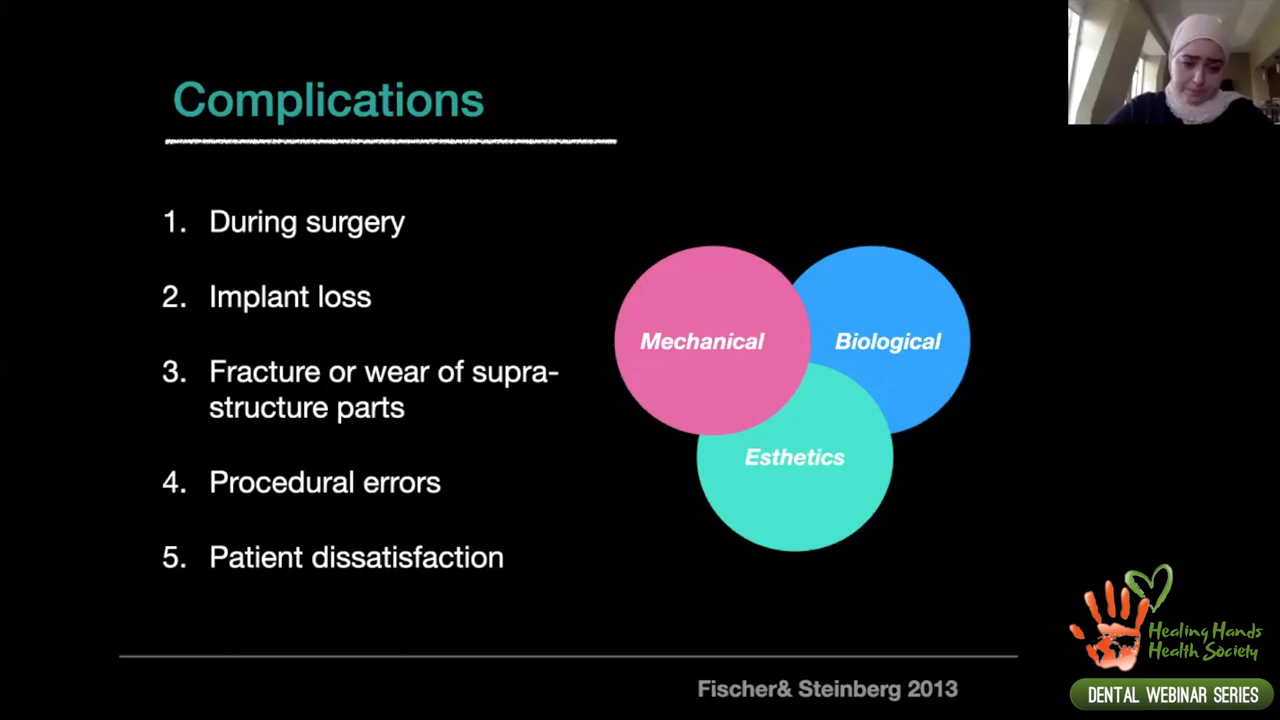 Complications
1. During surgery
2. Implant loss
3. Fracture or wear of supra-
structure parts
4. Procedural errors
5. Patient dissatisfaction
Mechanical
Biological
Esthetics
Fischer& Steinberg 2013
Healing Hands
Health Society
DENTAL WEBINAR SERIES